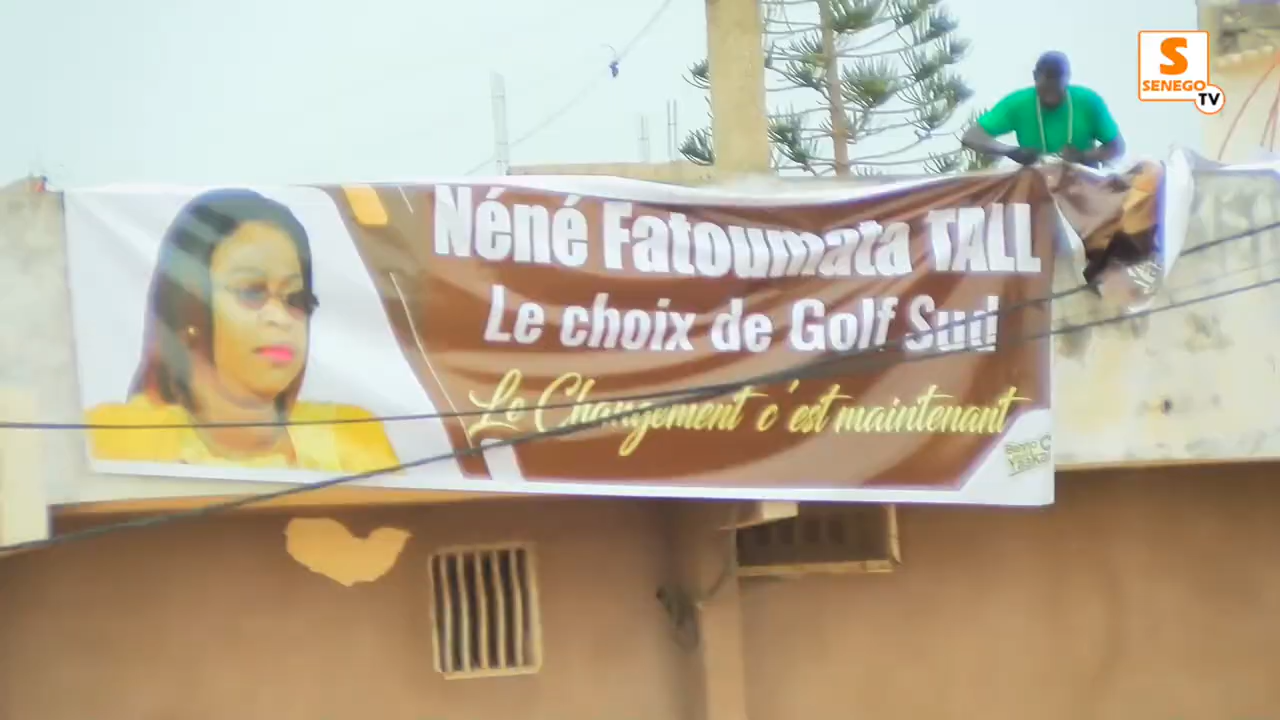 S
SENEGO
TV
Néné Fatoumata TALL
Le choix de Golf Sud
Le Changement c'est maintenant